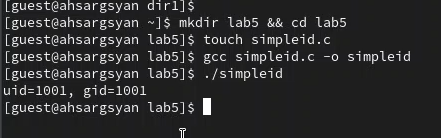 [guest@ahsargsyan dir1]$
[guest@ahsargsyan ~]$ mkdir lab5 && cd lab5
[guest@ahsargsyan lab5]$ touch simpleid.c
[guest@ahsargsyan lab5]$ gcc simpleid.c -o simpleid
[guest@ahsargsyan lab5]$ ./simpleid
uid=1001, gid=1001
[guest@ahsargsyan lab5]$